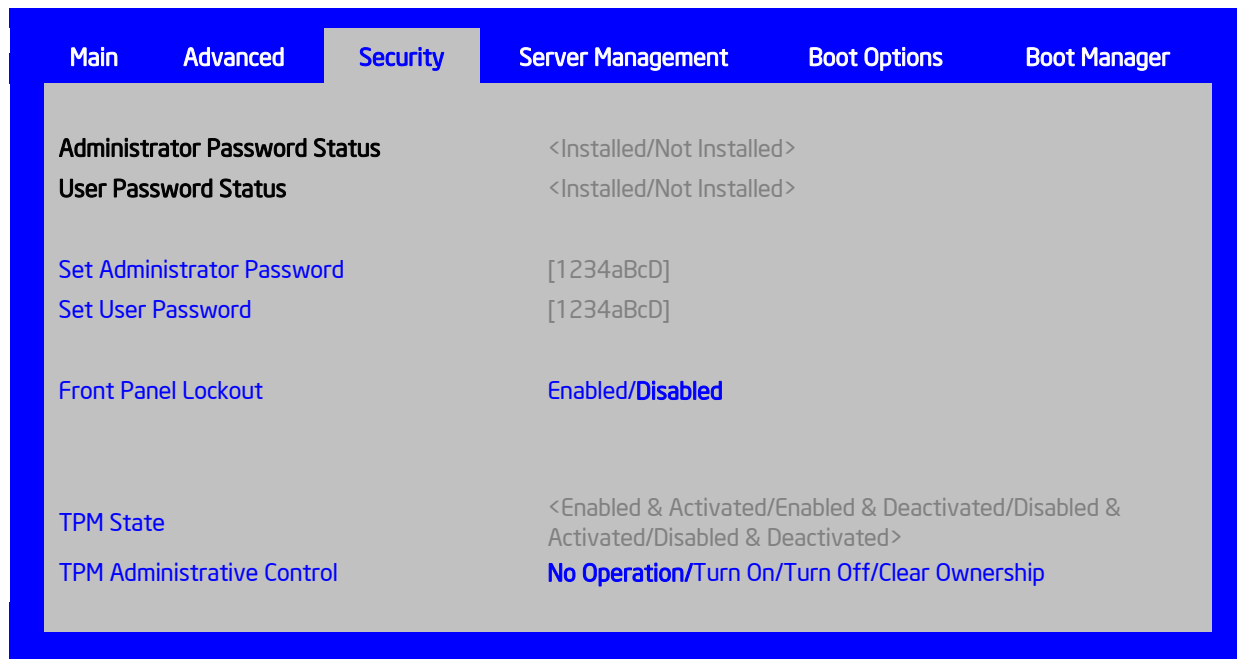 Main Advanced Security Server Management Boot Options Boot Manager
Administrator Password Status <Installed/Not Installed>
User Password Status <Installed/Not Installed>
Set Administrator Password [1234aBcD]
Set User Password [1234aBcD]
Front Panel Lockout Enabled/Disabled
TPM State <Enabled & Activated/Enabled & Deactivated/Disabled &
Activated/Disabled & Deactivated>
TPM Administrative Control No Operation/Turn On/Turn Off/Clear Ownership